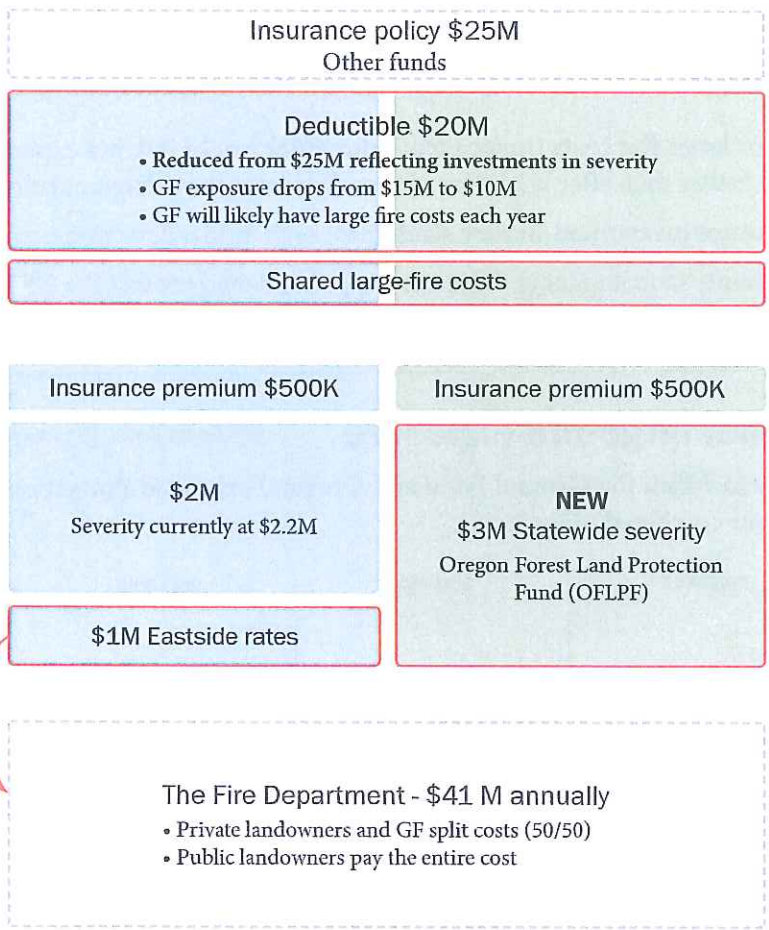 Insurance policy $25M
Other funds
Deductible $20M
• Reduced from $25M reflecting investments in severity
• GF exposure drops from $15M to $10M
• GF will likely have large fire costs each year
Shared large-fire costs
Insurance premium $500K
Insurance premium $500K
$2M
Severity currently at $2.2M
NEW
$3M Statewide severity
Oregon Forest Land Protection
Fund (OFLPF)
$1M Eastside rates
The Fire Department - $41 M annually
• Private landowners and GF split costs (50/50)
• Public landowners pay the entire cost